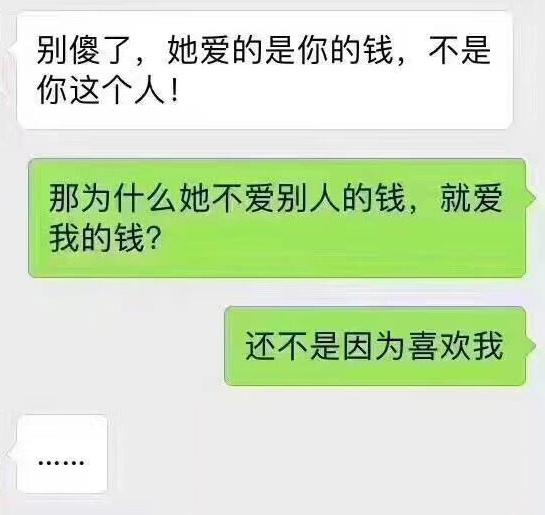 别傻了，她爱的是你的钱，不是
你这个人！
那为什么她不爱别人的钱，就爱
我的钱？
还不是因为喜欢我
……